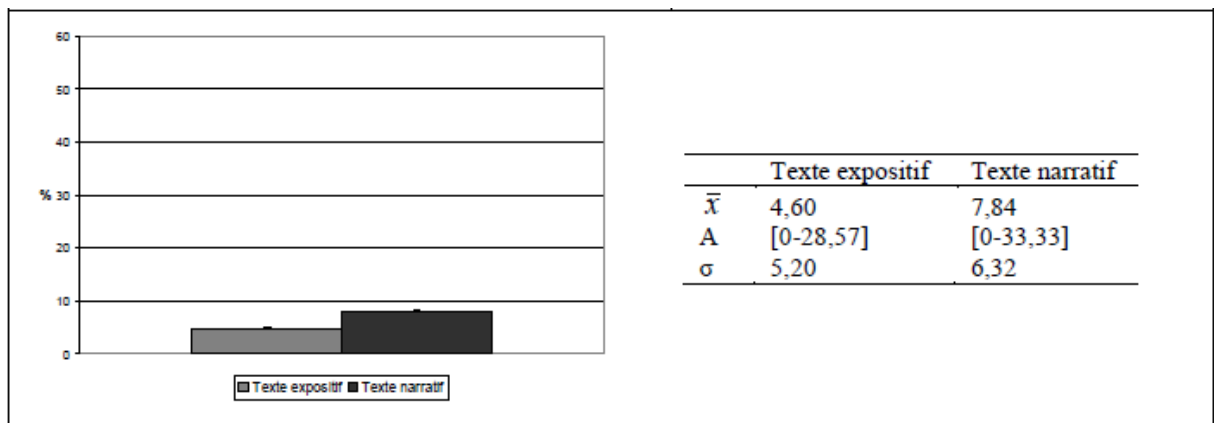 60
50
40
% 30
20
10
0
Texte expositif Texte narratif
Texte expositif Texte narratif
x̅ 4,60 7,84
A [0-28,57] [0-33,33]
σ 5,20 6,32